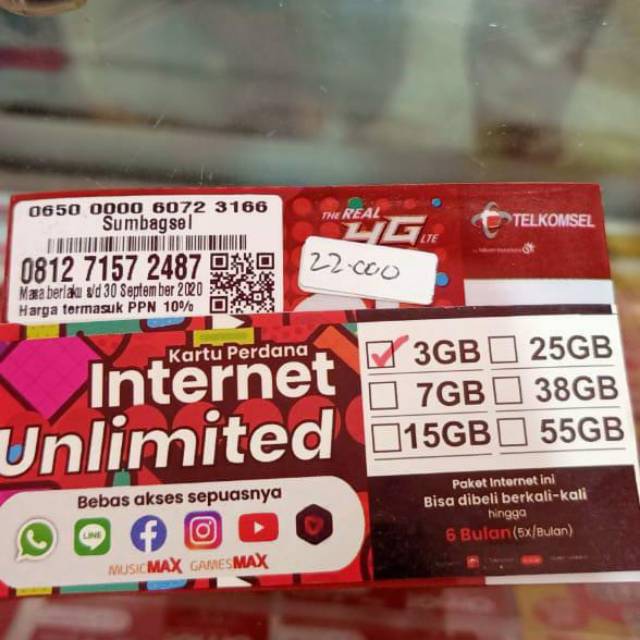 0650 0000 6072 3166
Sumbagsel
0812 7157 2487
Masa berlaku s/d 30 September 2020
Harga termasuk PPN 10%
THE REAL
4G LTE
22.000
TELKOMSEL
Kartu Perdana
Internet
Unlimited
Bebas akses sepuasnya
LINE
MUSICMAX GAMESMAX
3GB
25GB
7GB
38GB
15GB
55GB
Paket Internet ini
Bisa dibeli berkali-kali
hingga
6 Bulan (5X/Bulan)